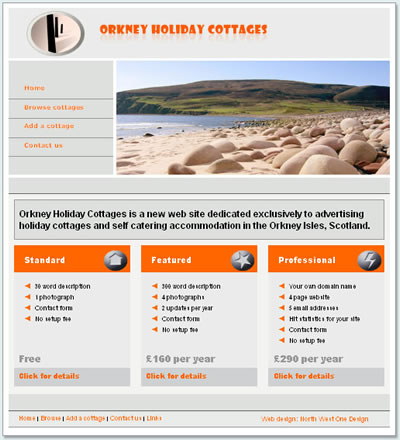 ORKNEY HOLIDAY COTTAGES
Home
Browse cottages
Add a cottage
Contact us
Orkney Holiday Cottages is a new web site dedicated exclusively to advertising
holiday cottages and self catering accommodation in the Orkney Isles, Scotland.
Standard
30 word description
1 photograph
Contact form
No setup fee
Free
Click for details
Featured
300 word description
4 photographs
2 updates per year
Contact form
No setup fee
£160 per year
Click for details
Professional
Your own domain name
4 page website
5 email addresses
Hit statistics for your site
Contact form
No setup fee
£290 per year
Click for details
Home | Browse | Add a cottage | Contact us | Links
Web design: North West One Design